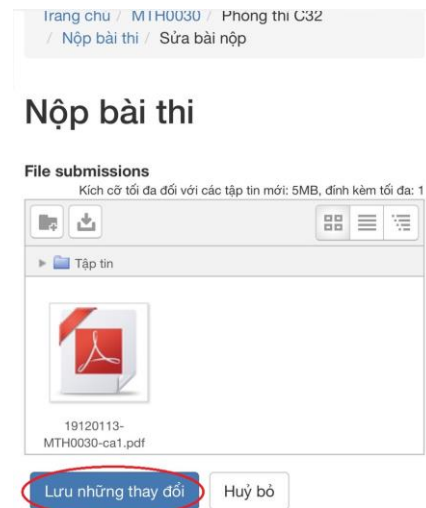 Trang chủ / MTH0030 / Phòng thi C32
/ Nộp bài thi / Sửa bài nộp
Nộp bài thi
File submissions
Kích cỡ tối đa đối với các tập tin mới: 5MB, đính kèm tối đa: 1
Tập tin
19120113-
MTH0030-ca1.pdf
Lưu những thay đổi
Huỷ bỏ